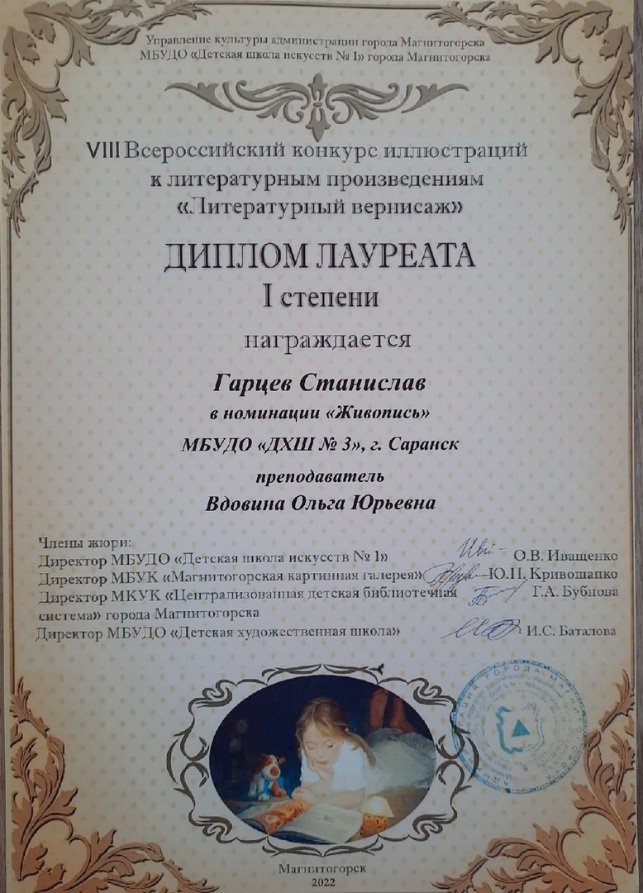 Управление культуры администрации города Магнитогорска
МБУДО «Детская школа искусств № 1» города Магнитогорска
VIII Всероссийский конкурс иллюстраций
к литературным произведениям
«Литературный вернисаж»
ДИПЛОМ ЛАУРЕАТА
I степени
награждается
Гарцев Станислав
в номинации «Живопись»
МБУДО «ДХШ № 3», г. Саранск
преподаватель
Вдовина Ольга Юрьевна
Члены жюри:
Директор МБУДО «Детская школа искусств № 1» О.В. Иващенко
Директор МБУК «Магнитогорская картинная галерея» Ю.П. Кривошапко
Директор МКУК «Централизованная детская библиотечная Г.А. Бубнова
система» города Магнитогорска
Директор МБУДО «Детская художественная школа» И.С. Баталова
Магнитогорск
2022